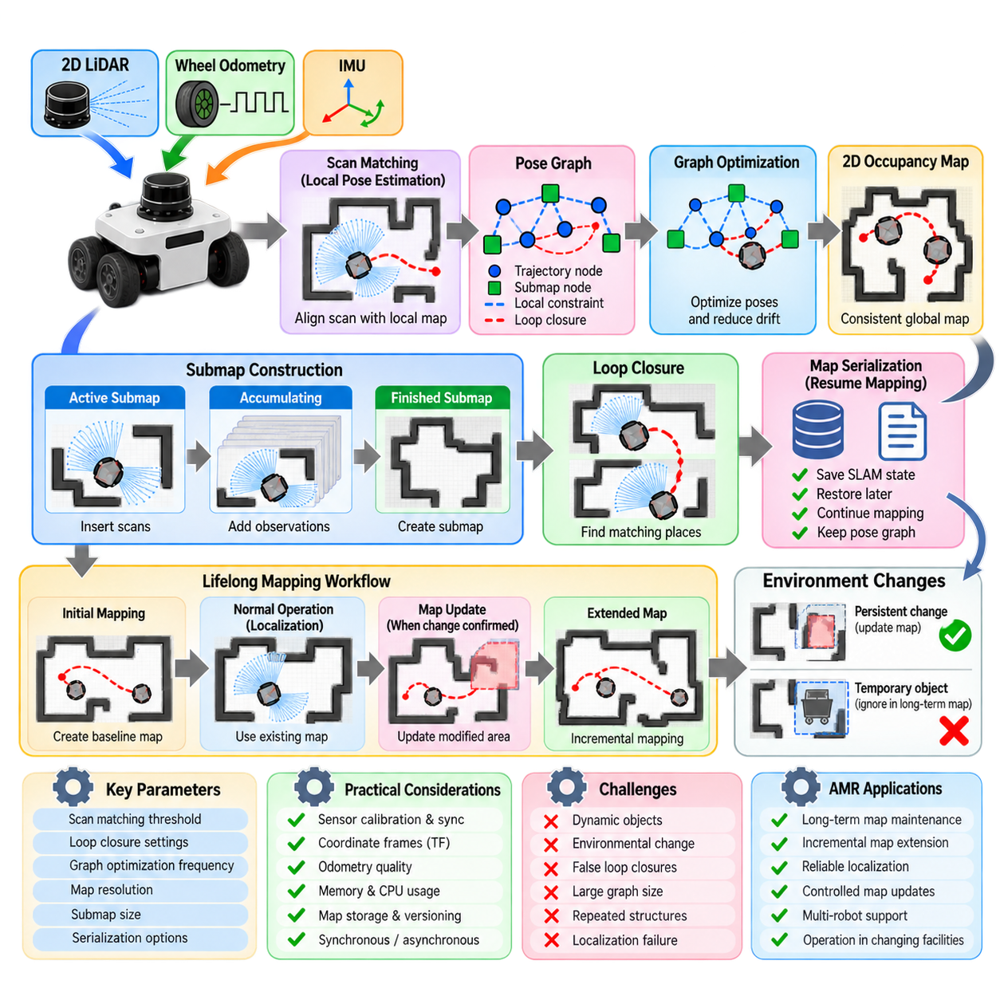 2D LiDAR
Wheel Odometry
IMU
Scan Matching
(Local Pose Estimation)
Align scan with local map
Pose Graph
Trajectory node
Submap node
Local constraint
Loop closure
Graph Optimization
Optimize poses
and reduce drift
2D Occupancy Map
Consistent global map
Submap Construction
Active Submap
Insert scans
Accumulating
Add observations
Finished Submap
Create submap
Loop Closure
Find matching places
Map Serialization
(Resume Mapping)
Save SLAM state
Restore later
Continue mapping
Keep pose graph
Lifelong Mapping Workflow
Initial Mapping
Create baseline map
Normal Operation
(Localization)
Use existing map
Map Update
(When change confirmed)
Update modified area
Extended Map
Incremental mapping
Environment Changes
Persistent change
(update map)
Temporary object
(ignore in long-term map)
Key Parameters
Scan matching threshold
Loop closure settings
Graph optimization frequency
Map resolution
Submap size
Serialization options
Practical Considerations
Sensor calibration & sync
Coordinate frames (TF)
Odometry quality
Memory & CPU usage
Map storage & versioning
Synchronous / asynchronous
Challenges
Dynamic objects
Environmental change
False loop closures
Large graph size
Repeated structures
Localization failure
AMR Applications
Long-term map maintenance
Incremental map extension
Reliable localization
Controlled map updates
Multi-robot support
Operation in changing facilities